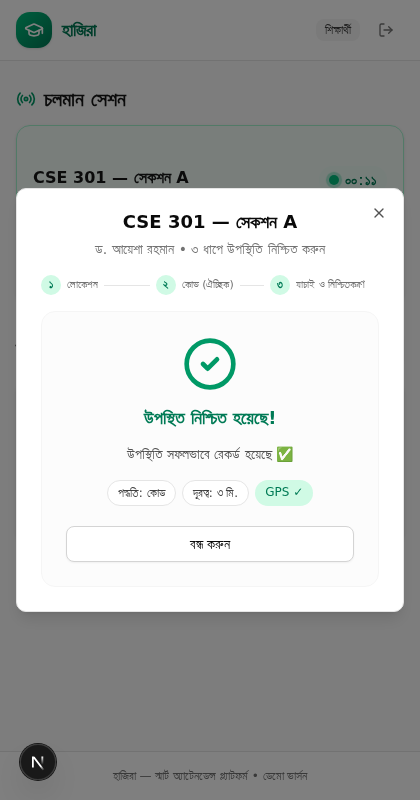 হাজিরা
শিক্ষার্থী
চলমান সেশন
CSE 301 — সেকশন A
০০:১১
CSE 301 — সেকশন A
ড. আয়েশা রহমান • ৩ ধাপে উপস্থিতি নিশ্চিত করুন
১ লোকেশন
২ কোড (ঐচ্ছিক)
৩ যাচাই ও নিশ্চিতকরণ
উপস্থিত নিশ্চিত হয়েছে!
উপস্থিতি সফলভাবে রেকর্ড হয়েছে ✅
পদ্ধতি: কোড
দূরত্ব: ৩ মি.
GPS ✓
বন্ধ করুন
N
হাজিরা — স্মার্ট অ্যাটেনডেন্স প্ল্যাটফর্ম • ডেমো ভার্সন